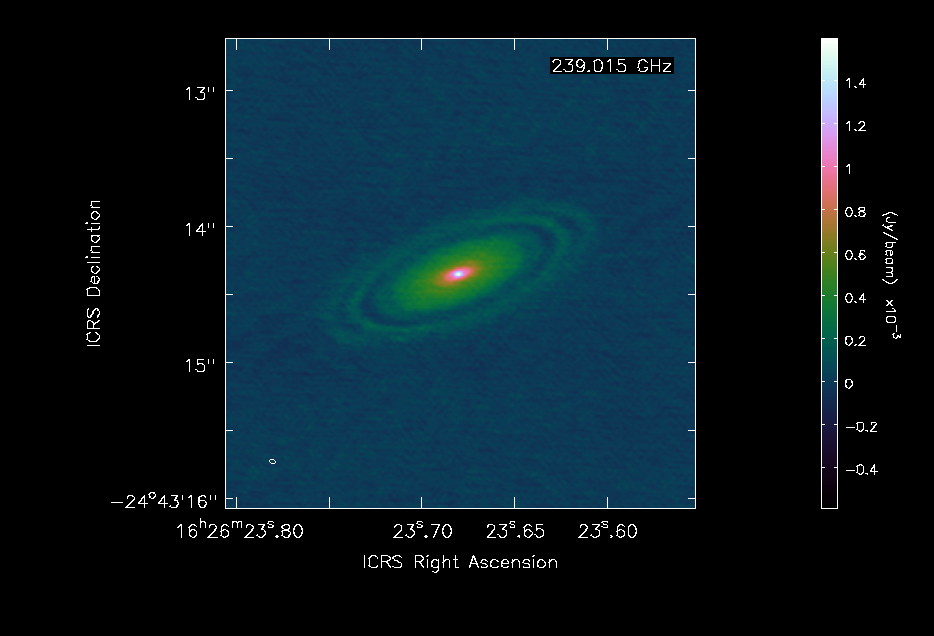 239.015 GHz
13"
14"
15"
−24°43'16"
16ʰ26ᵐ23ˢ.80
23ˢ.70
23ˢ.65
23ˢ.60
ICRS Right Ascension
ICRS Declination
1.4
1.2
1
0.8
0.6
0.4
0.2
0
−0.2
−0.4
(Jy/beam) ×10⁻³